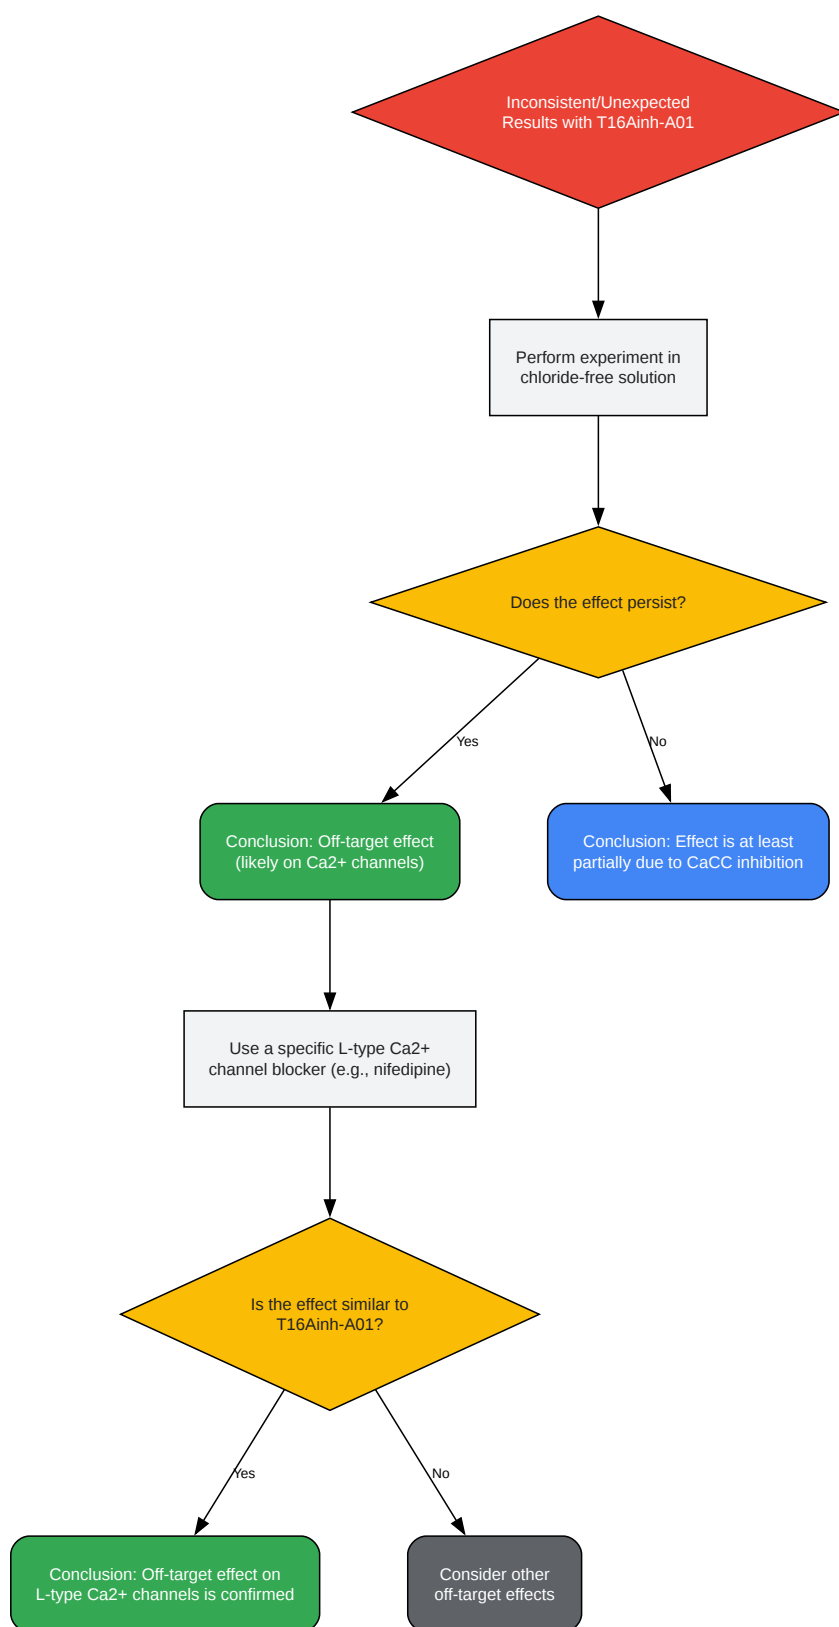 Inconsistent/Unexpected
Results with T16Ainh-A01
Perform experiment in
chloride-free solution
Does the effect persist?
Yes
No
Conclusion: Off-target effect
(likely on Ca2+ channels)
Conclusion: Effect is at least
partially due to CaCC inhibition
Use a specific L-type Ca2+
channel blocker (e.g., nifedipine)
Is the effect similar to
T16Ainh-A01?
Yes
No
Conclusion: Off-target effect on
L-type Ca2+ channels is confirmed
Consider other
off-target effects